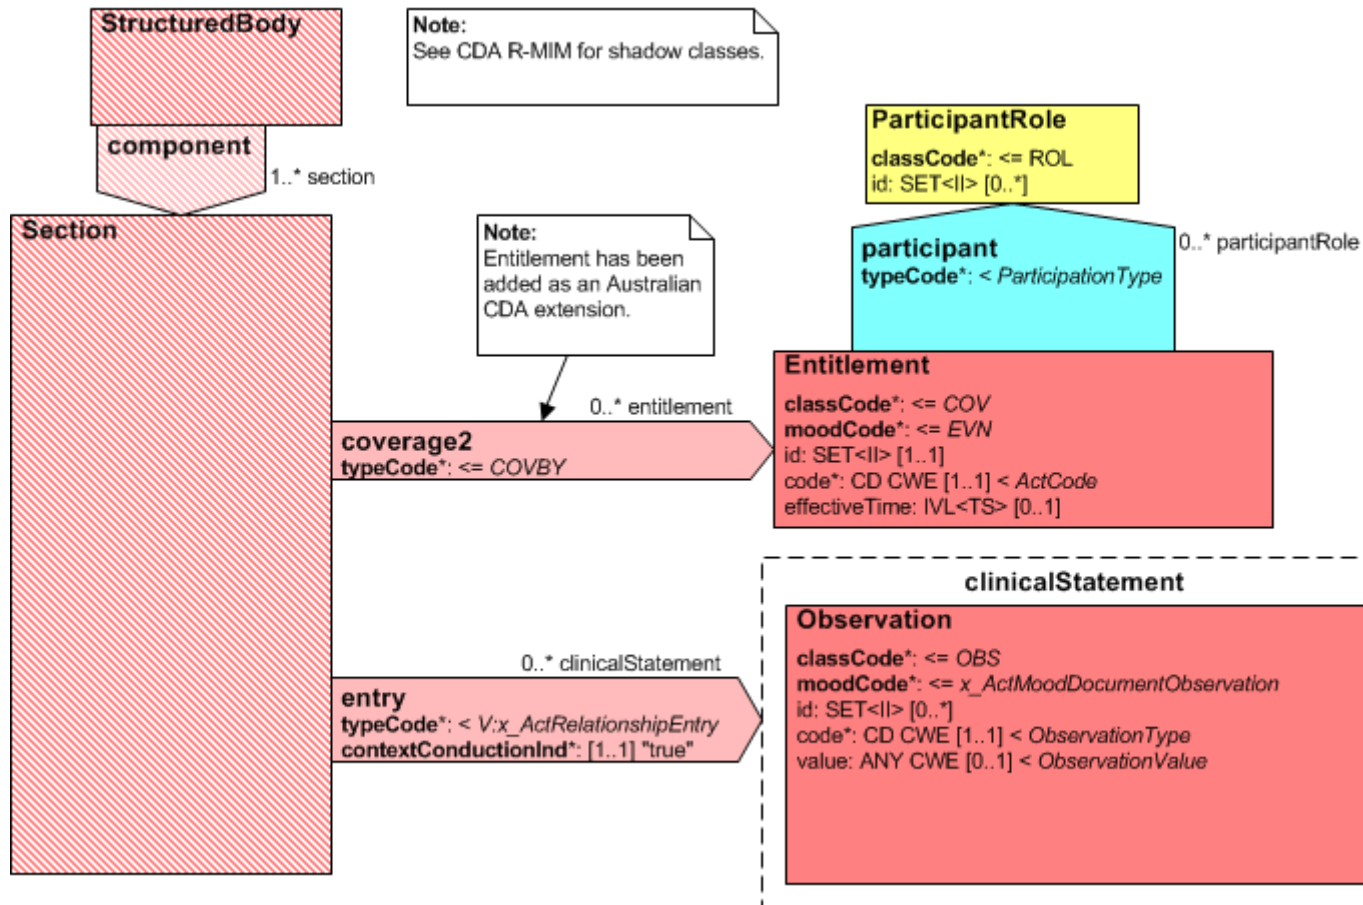 StructuredBody
Note:
See CDA R-MIM for shadow classes.
component
1..* section
ParticipantRole
classCode*: <= ROL
id: SET<II> [0..*]
Section
Note:
Entitlement has been
added as an Australian
CDA extension.
participant
typeCode*: < ParticipationType
0..* participantRole
Entitlement
classCode*: <= COV
moodCode*: <= EVN
id: SET<II> [1..1]
code*: CD CWE [1..1] < ActCode
effectiveTime: IVL<TS> [0..1]
0..* entitlement
coverage2
typeCode*: <= COVBY
clinicalStatement
Observation
classCode*: <= OBS
moodCode*: <= x_ActMoodDocumentObservation
id: SET<II> [0..*]
code*: CD CWE [1..1] < ObservationType
value: ANY CWE [0..1] < ObservationValue
0..* clinicalStatement
entry
typeCode*: < V:x_ActRelationshipEntry
contextConductionInd*: [1..1] "true"